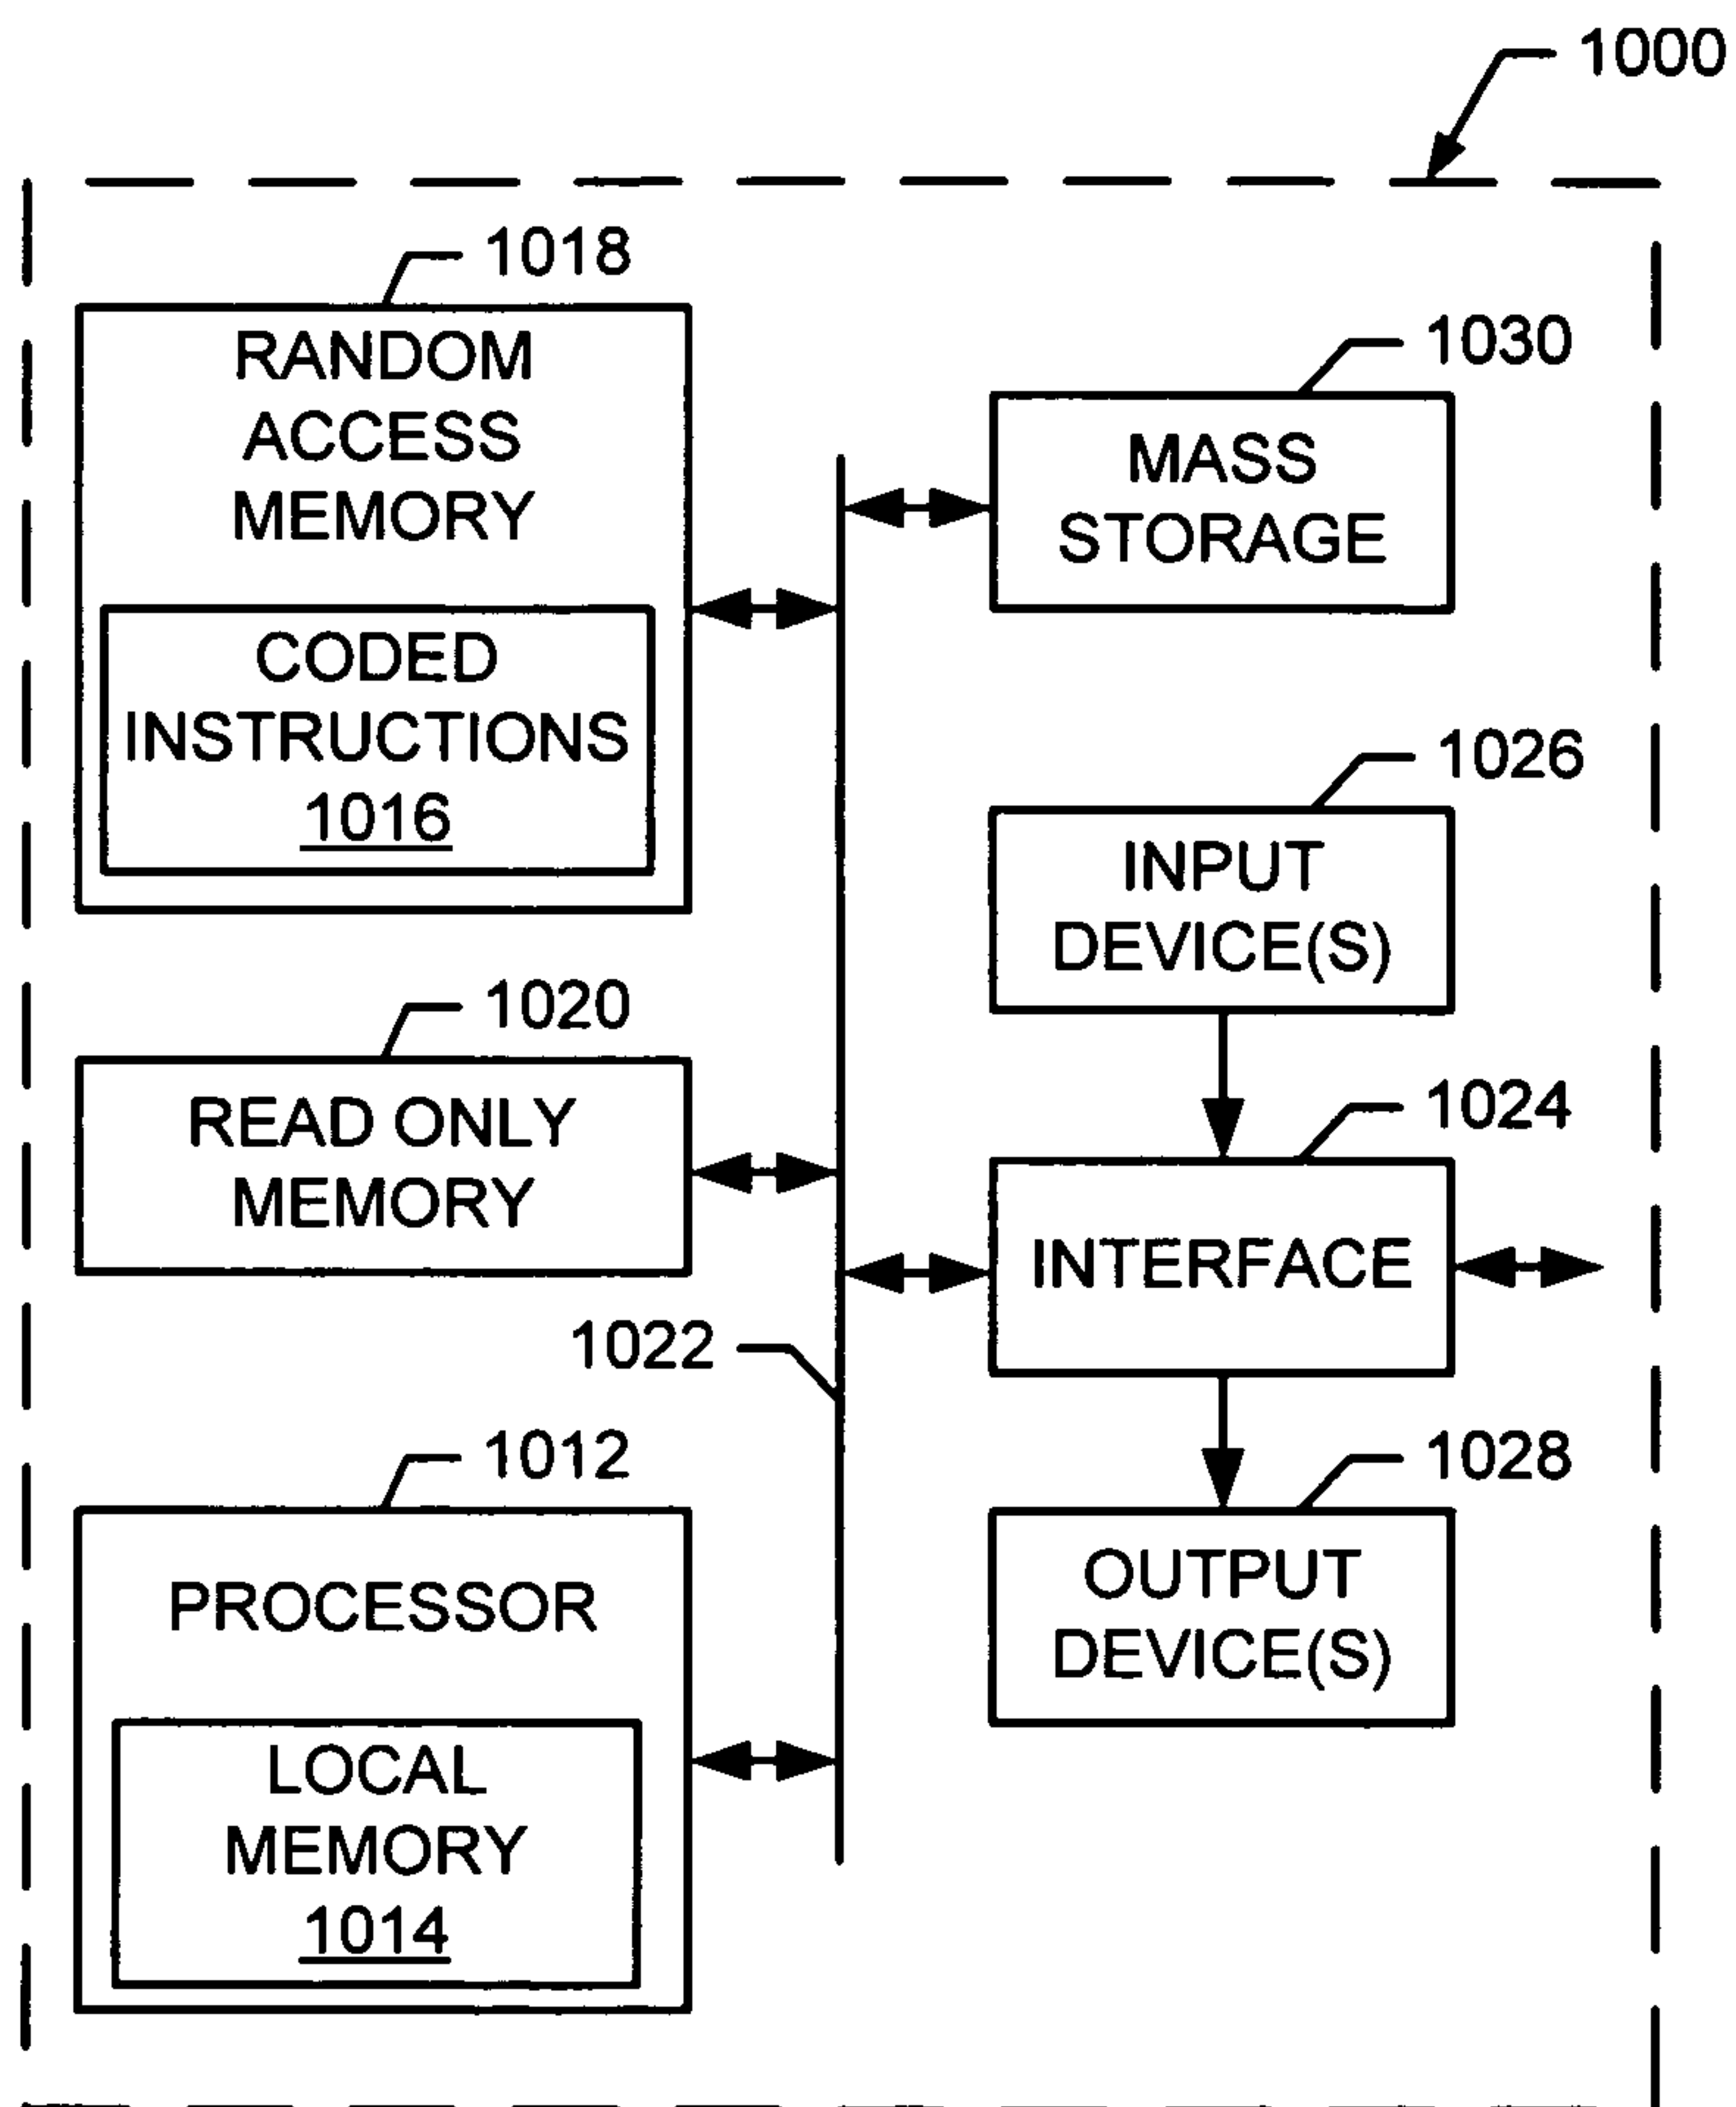 1000
1018
RANDOM
ACCESS
MEMORY
CODED
INSTRUCTIONS
1016
1030
MASS
STORAGE
1026
INPUT
DEVICE(S)
1020
READ ONLY
MEMORY
1024
INTERFACE
1022
1012
PROCESSOR
LOCAL
MEMORY
1014
1028
OUTPUT
DEVICE(S)